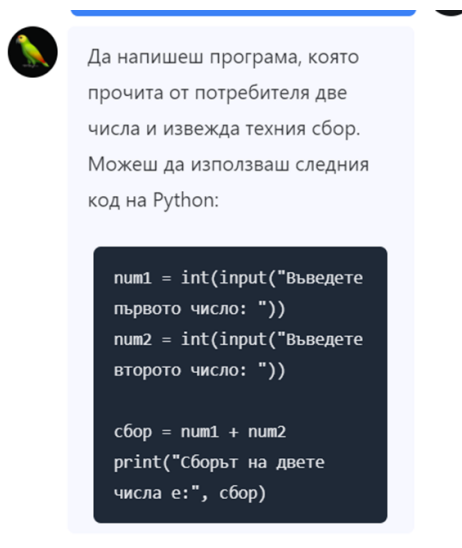 Да напишеш програма, която
прочита от потребителя две
числа и извежда техния сбор.
Можеш да използваш следния
код на Python:
num1 = int(input("Въведете
първото число: "))
num2 = int(input("Въведете
второто число: "))
сбор = num1 + num2
print("Сборът на двете
числа е:", сбор)